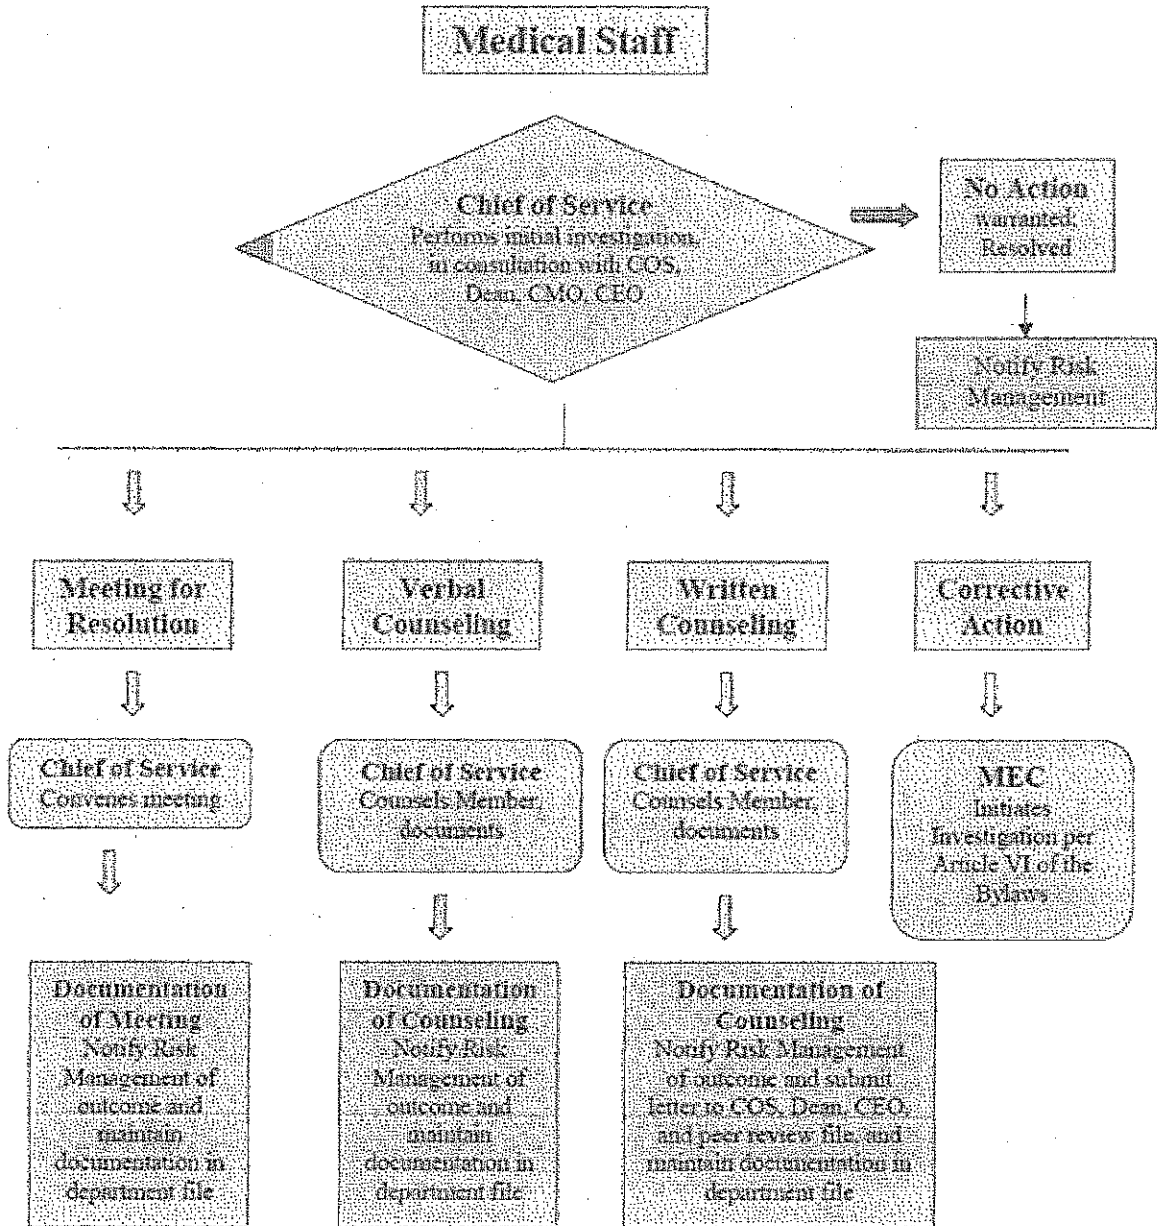 Medical Staff
Chief of Service
Performs initial investigation,
in consultation with COS,
Dean, CMO, CEO
No Action
warranted,
Resolved
Notify Risk
Management
Meeting for
Resolution
Verbal
Counseling
Written
Counseling
Corrective
Action
Chief of Service
Convenes meeting
Chief of Service
Counsels Member,
documents
Chief of Service
Counsels Member,
documents
MEC
Initiates
Investigation per
Article VI of the
Bylaws
Documentation
of Meeting
Notify Risk
Management of
outcome and
maintain
documentation in
department file
Documentation
of Counseling
Notify Risk
Management of
outcome and
maintain
documentation in
department file
Documentation of
Counseling
Notify Risk Management
of outcome and submit
letter to COS, Dean, CEO,
and peer review file, and
maintain documentation in
department file